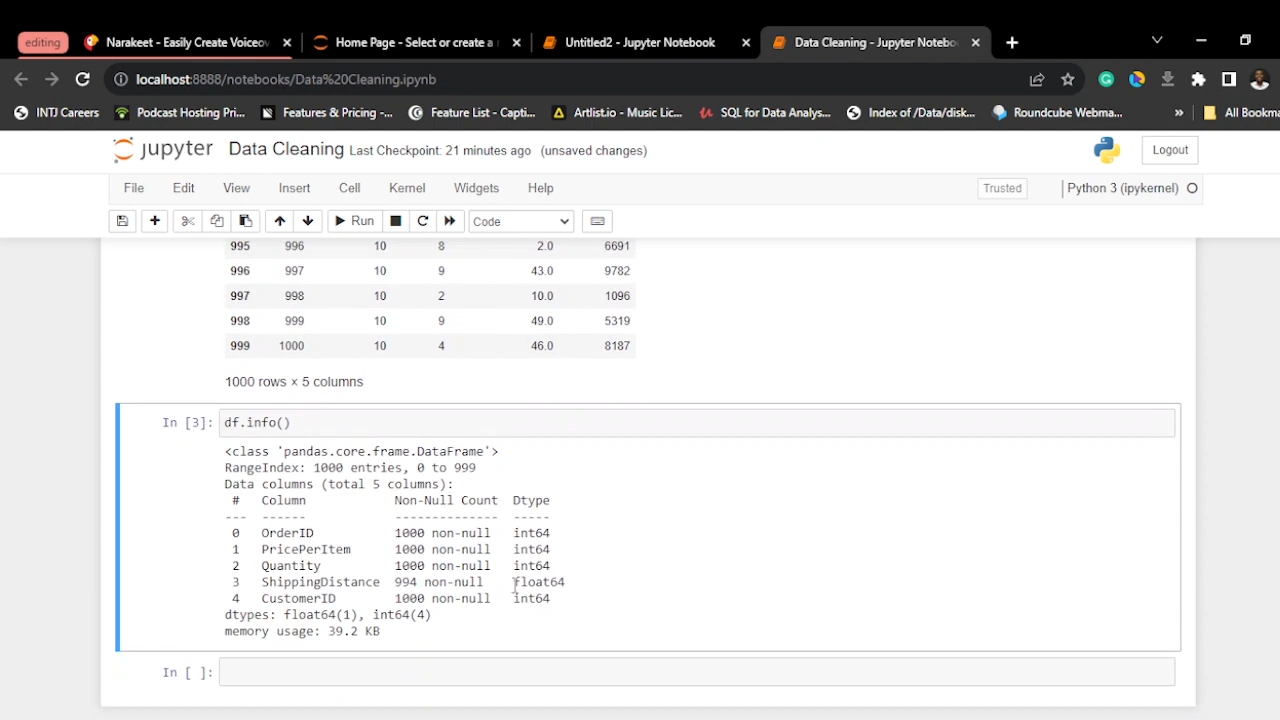 editing
Narakeet - Easily Create Voiceov
Home Page - Select or create a
Untitled2 - Jupyter Notebook
Data Cleaning - Jupyter Noteboo
localhost:8888/notebooks/Data%20Cleaning.ipynb
INTJ Careers
Podcast Hosting Pri...
Features & Pricing -...
Feature List - Capti...
Artlist.io - Music Lic...
SQL for Data Analys...
Index of /Data/disk...
Roundcube Webma...
»
All Bookma
jupyter
Data Cleaning Last Checkpoint: 21 minutes ago (unsaved changes)
Logout
File Edit View Insert Cell Kernel Widgets Help
Trusted
Python 3 (ipykernel)
Run
Code
995 996 10 8 2.0 6691
996 997 10 9 43.0 9782
997 998 10 2 10.0 1096
998 999 10 9 49.0 5319
999 1000 10 4 46.0 8187
1000 rows × 5 columns
In [3]: df.info()
<class 'pandas.core.frame.DataFrame'>
RangeIndex: 1000 entries, 0 to 999
Data columns (total 5 columns):
# Column Non-Null Count Dtype
--- ------ -------------- -----
0 OrderID 1000 non-null int64
1 PricePerItem 1000 non-null int64
2 Quantity 1000 non-null int64
3 ShippingDistance 994 non-null float64
4 CustomerID 1000 non-null int64
dtypes: float64(1), int64(4)
memory usage: 39.2 KB
In [ ]: